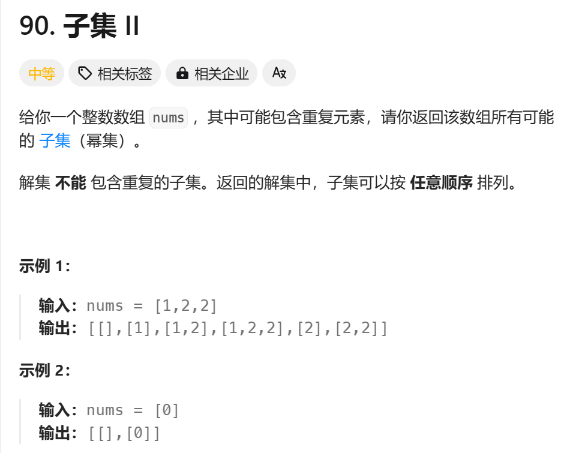 90. 子集 II
中等 相关标签 相关企业 Aあ
给你一个整数数组 nums ，其中可能包含重复元素，请你返回该数组所有可能
的 子集（幂集）。
解集 不能 包含重复的子集。返回的解集中，子集可以按 任意顺序 排列。
示例 1：
输入：nums = [1,2,2]
输出：[[],[1],[1,2],[1,2,2],[2],[2,2]]
示例 2：
输入：nums = [0]
输出：[[],[0]]